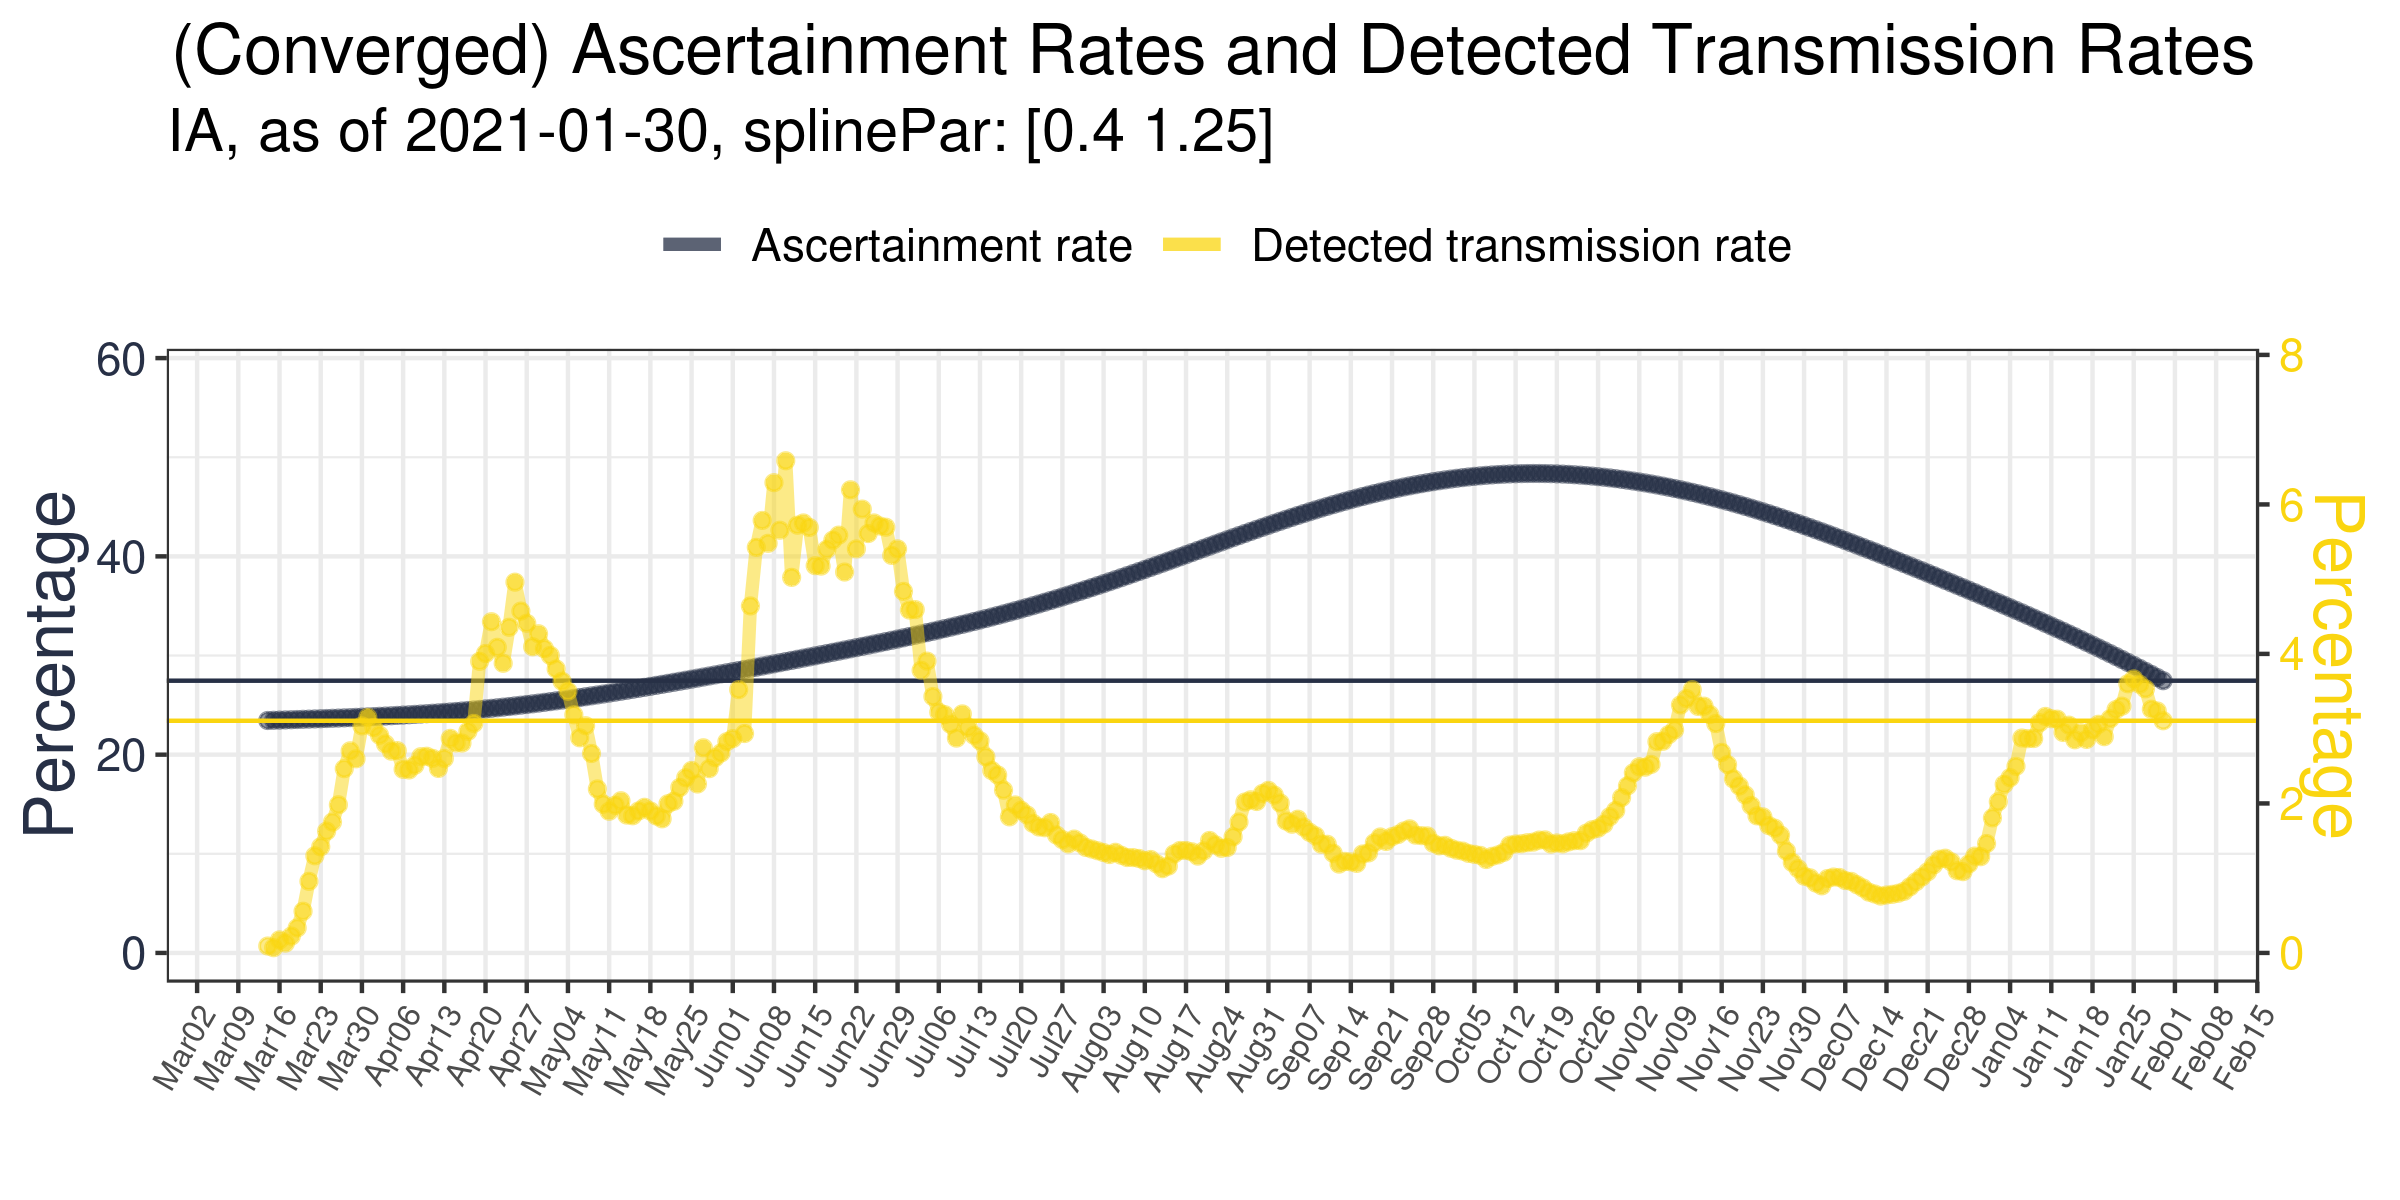 (Converged) Ascertainment Rates and Detected Transmission Rates
IA, as of 2021-01-30, splinePar: [0.4 1.25]
Ascertainment rate Detected transmission rate
Percentage
60
40
20
0
8
6
4
2
0
Percentage
Mar02 Mar09 Mar16 Mar23 Mar30 Apr06 Apr13 Apr20 Apr27 May04 May11 May18 May25 Jun01 Jun08 Jun15 Jun22 Jun29 Jul06 Jul13 Jul20 Jul27 Aug03 Aug10 Aug17 Aug24 Aug31 Sep07 Sep14 Sep21 Sep28 Oct05 Oct12 Oct19 Oct26 Nov02 Nov09 Nov16 Nov23 Nov30 Dec07 Dec14 Dec21 Dec28 Jan04 Jan11 Jan18 Jan25 Feb01 Feb08 Feb15